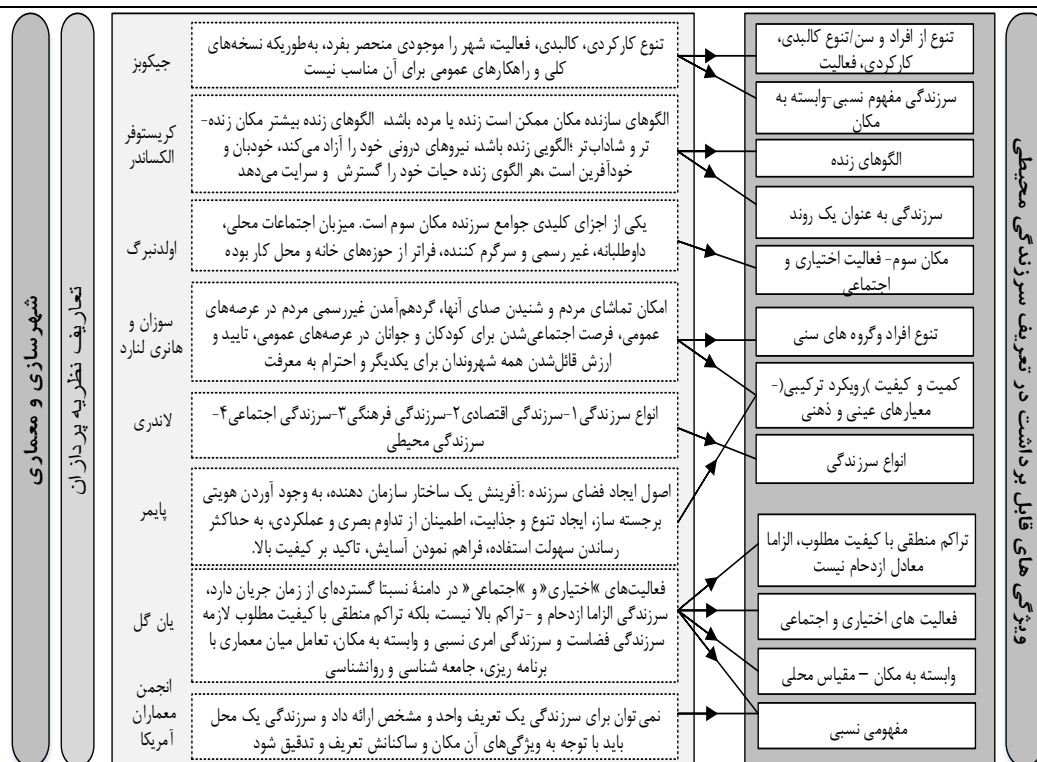 شهرسازی و معماری
تعاریف نظریه پردازان
جیکوبز
تنوع کارکردی، کالبدی، فعالیت، شهر را موجودی منحصر بفرد، به‌طوریکه نسخه‌های
کلی و راهکارهای عمومی برای آن مناسب نیست
کریستوفر
الکساندر
الگوهای سازنده مکان ممکن است زنده یا مرده باشد، الگوهای زنده بیشتر مکان زنده-
تر و شاداب‌تر ؛الگویی زنده باشد، نیروهای درونی خود را آزاد می‌کند، خودبان و
خودآفرین است ،هر الگوی زنده حیات خود را گسترش و سرایت می‌دهد
اولدنبرگ
یکی از اجزای کلیدی جوامع سرزنده مکان سوم است. میزبان اجتماعات محلی،
داوطلبانه، غیر رسمی و سرگرم کننده، فراتر از حوزه‌های خانه و محل کار بوده
سوزان و
هانری لنارد
امکان تماشای مردم و شنیدن صدای آنها، گردهم‌آمدن غیررسمی مردم در عرصه‌های
عمومی، فرصت اجتماعی‌شدن برای کودکان و جوانان در عرصه‌های عمومی، تایید و
ارزش قائل‌شدن همه شهروندان برای یکدیگر و احترام به معرفت
لاندری
انواع سرزندگی۱-سرزندگی اقتصادی۲-سرزندگی فرهنگی۳-سرزندگی اجتماعی۴-
سرزندگی محیطی
پایمر
اصول ایجاد فضای سرزنده :آفرینش یک ساختار سازمان دهنده، به وجود آوردن هویتی
برجسته ساز، ایجاد تنوع و جذابیت، اطمینان از تداوم بصری و عملکردی، به حداکثر
رساندن سهولت استفاده، فراهم نمودن آسایش، تاکید بر کیفیت بالا.
یان گل
فعالیت‌های »اختیاری« و »اجتماعی« در دامنهٔ نسبتا گسترده‌ای از زمان جریان دارد،
سرزندگی الزاما ازدحام و -تراکم بالا نیست، بلکه تراکم منطقی با کیفیت مطلوب لازمه
سرزندگی فضاست و سرزندگی امری نسبی و وابسته به مکان، تعامل میان معماری با
برنامه ریزی، جامعه شناسی و روانشناسی
انجمن
معماران
آمریکا
نمی توان برای سرزندگی یک تعریف واحد و مشخص ارائه داد و سرزندگی یک محل
باید با توجه به ویژگی‌های آن مکان و ساکنانش تعریف و تدقیق شود
تنوع از افراد و سن/تنوع کالبدی،
کارکردی، فعالیت
سرزندگی مفهوم نسبی-وابسته به
مکان
الگوهای زنده
سرزندگی به عنوان یک روند
مکان سوم- فعالیت اختیاری و
اجتماعی
تنوع افراد وگروه های سنی
کمیت و کیفیت )رویکرد ترکیبی(-
معیارهای عینی و ذهنی
انواع سرزندگی
تراکم منطقی با کیفیت مطلوب، الزاما
معادل ازدحام نیست
فعالیت های اختیاری و اجتماعی
وابسته به مکان – مقیاس محلی
مفهومی نسبی
ویژگی های قابل برداشت در تعریف سرزندگی محیطی